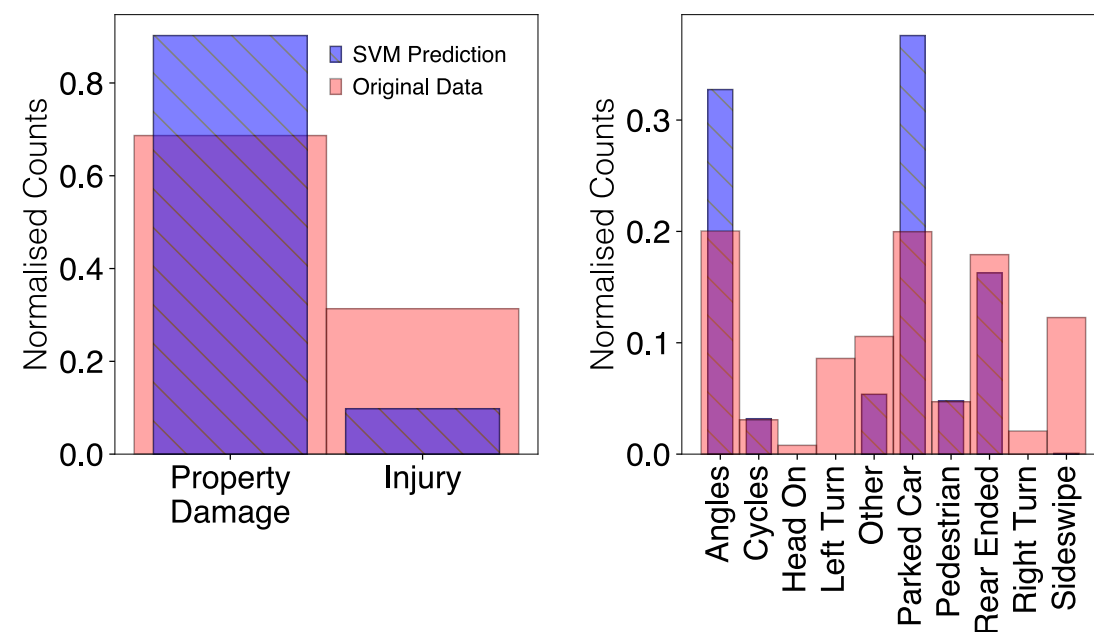 Normalised Counts
0.8
0.6
0.4
0.2
0.0
SVM Prediction
Original Data
Property
Damage
Injury
Normalised Counts
0.3
0.2
0.1
0.0
Angles
Cycles
Head On
Left Turn
Other
Parked Car
Pedestrian
Rear Ended
Right Turn
Sideswipe